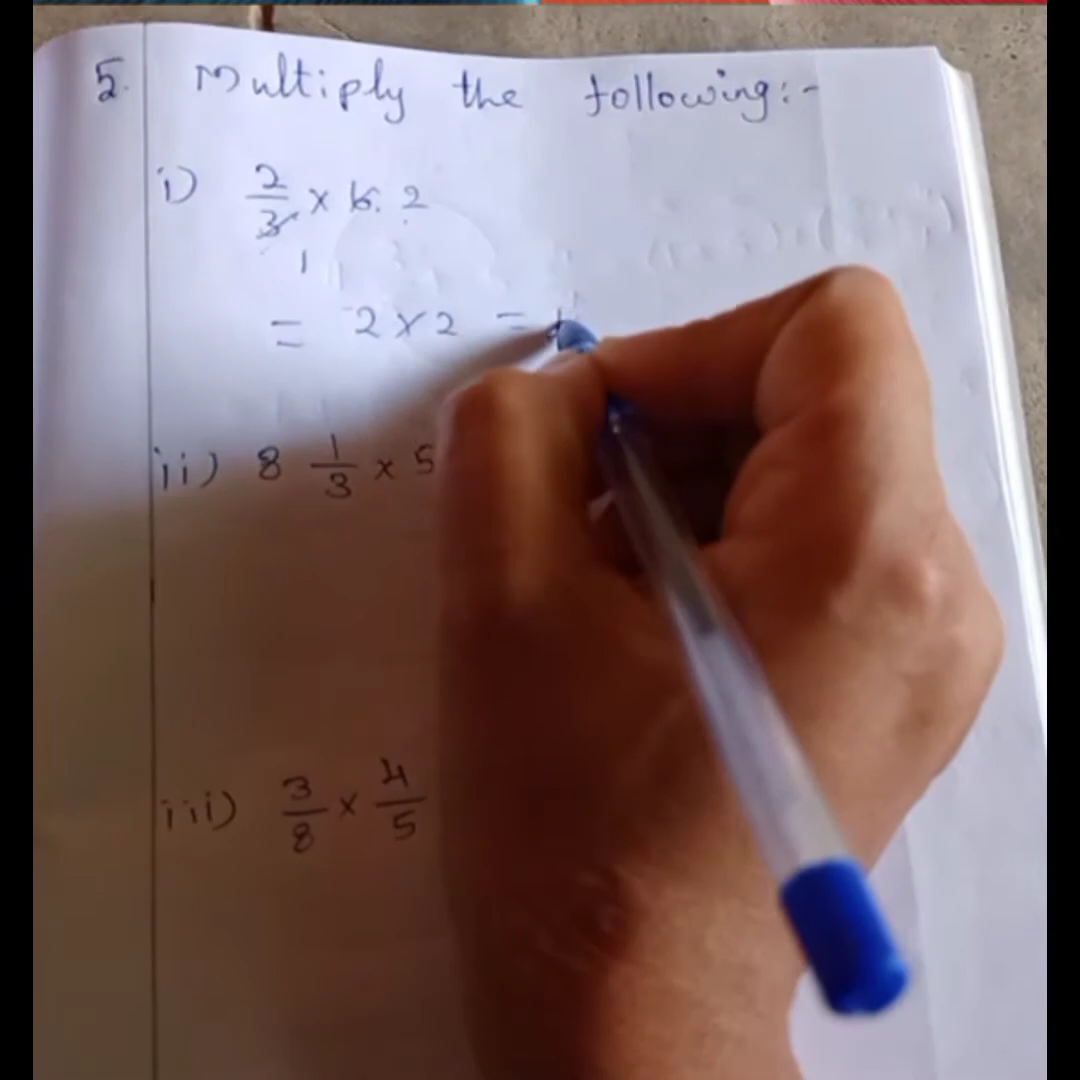 5. Multiply the following:-
i) 2/3 × 6. 2
1
= 2 × 2 =
ii) 8 1/3 × 5
iii) 3/8 × 4/5